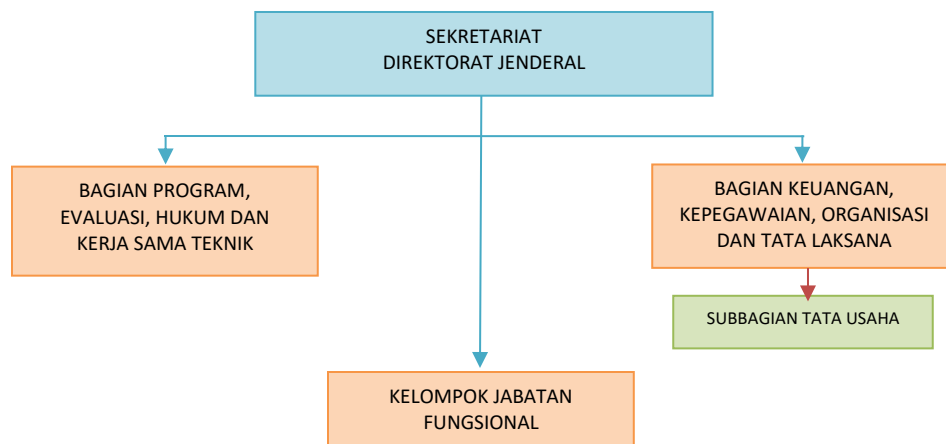 SEKRETARIAT
DIREKTORAT JENDERAL
BAGIAN PROGRAM,
EVALUASI, HUKUM DAN
KERJA SAMA TEKNIK
BAGIAN KEUANGAN,
KEPEGAWAIAN, ORGANISASI
DAN TATA LAKSANA
SUBBAGIAN TATA USAHA
KELOMPOK JABATAN
FUNGSIONAL